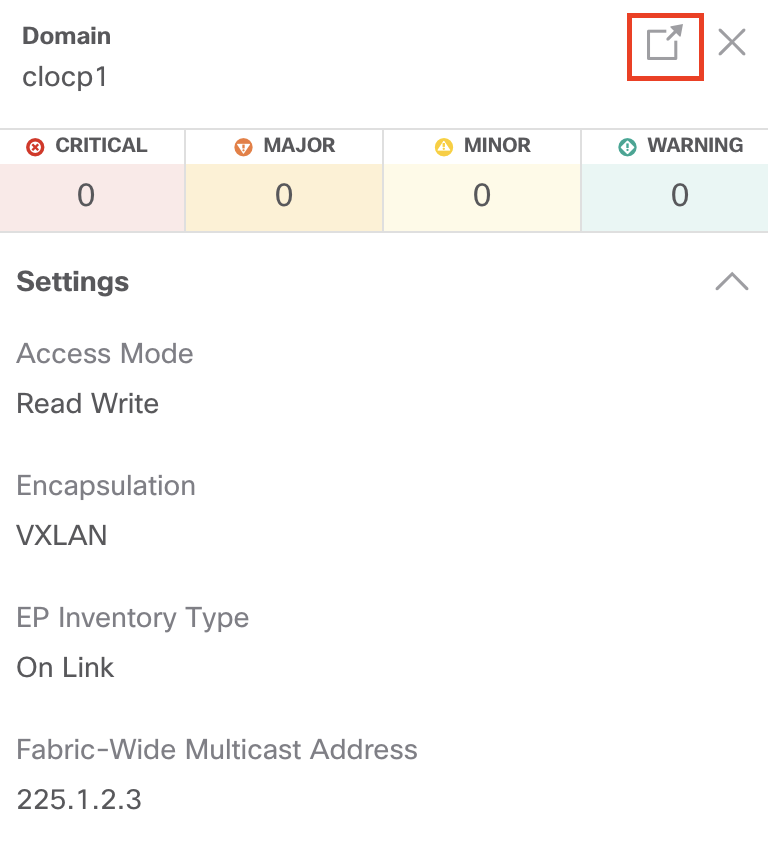 Domain
clocp1
CRITICAL MAJOR MINOR WARNING
0 0 0 0
Settings
Access Mode
Read Write
Encapsulation
VXLAN
EP Inventory Type
On Link
Fabric-Wide Multicast Address
225.1.2.3